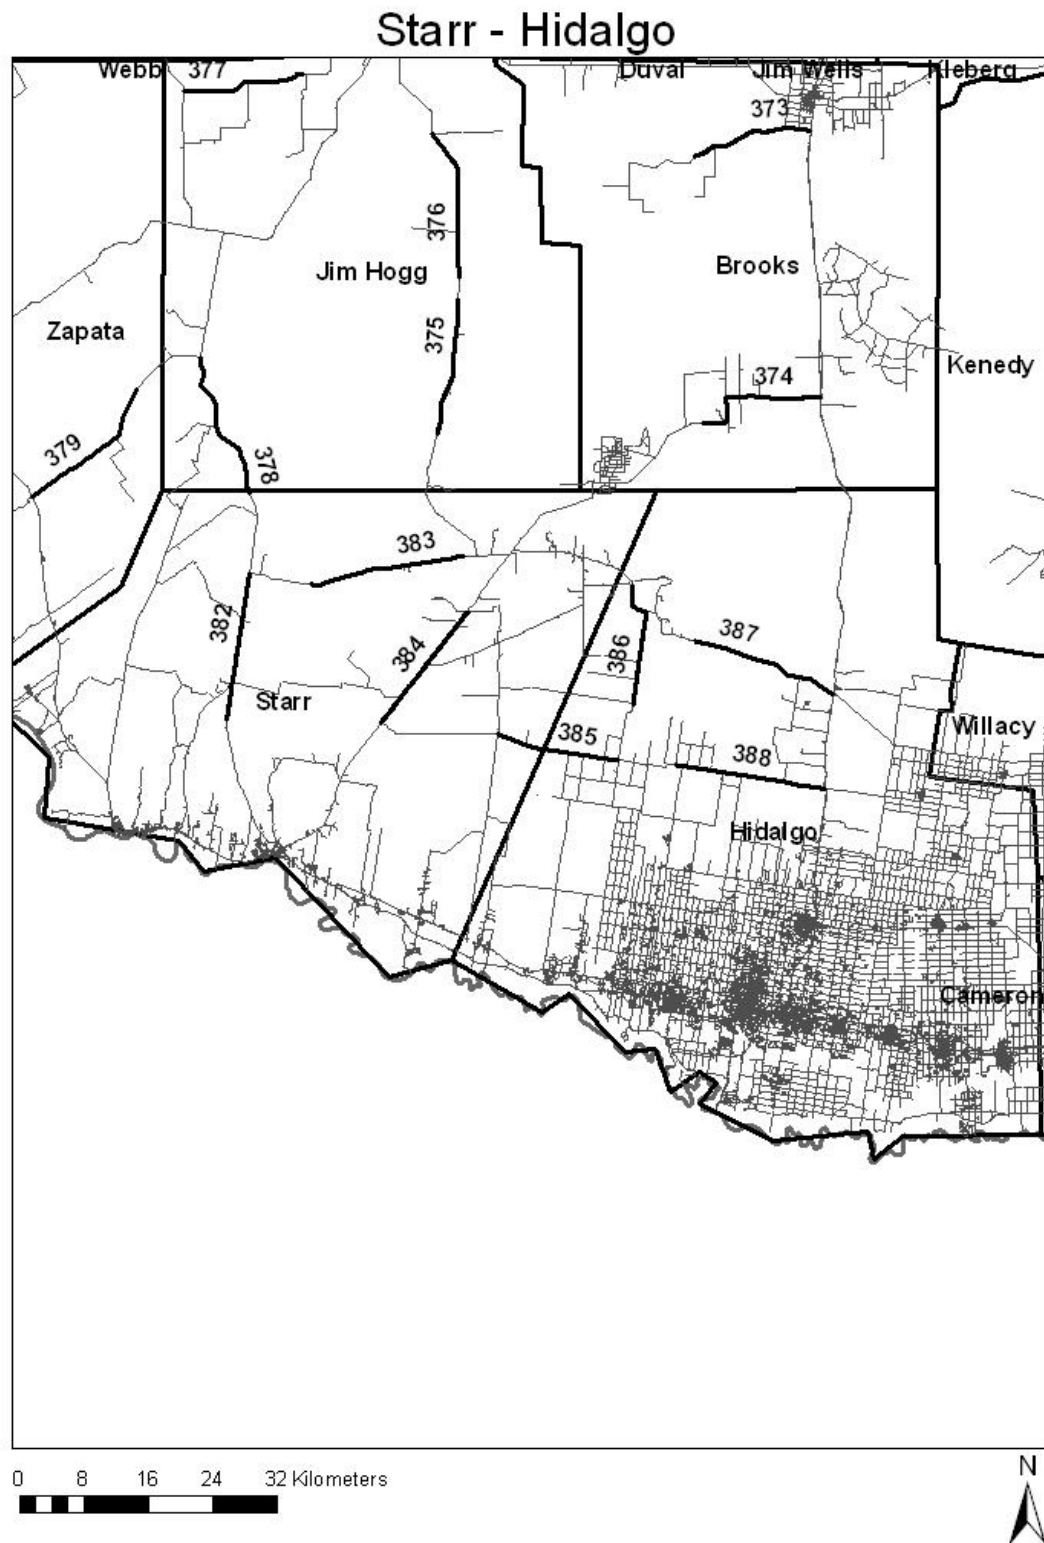 Starr - Hidalgo
Webb 377 Duval Jim Wells Kleberg
373
376
Jim Hogg
Brooks
Zapata
375
Kenedy
374
379
378
383
382
384
386
387
Starr
385
Willacy
388
Hidalgo
Cameron
0 8 16 24 32 Kilometers
N